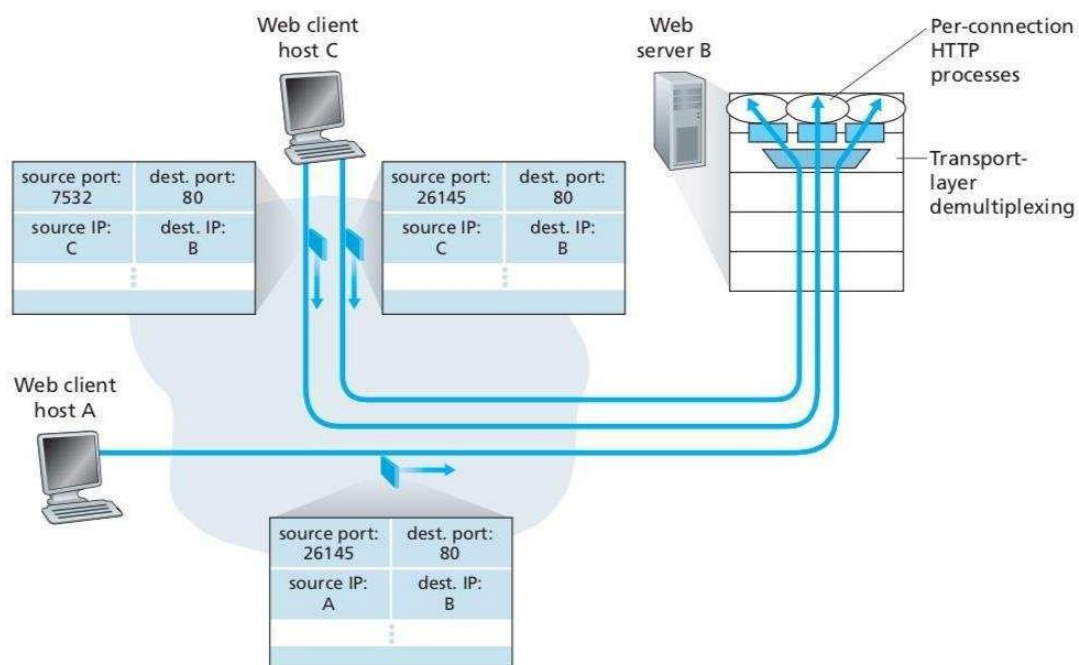 Web client
host C
Web
server B
Per-connection
HTTP
processes
Transport-
layer
demultiplexing
source port:
7532
dest. port:
80
source IP:
C
dest. IP:
B
source port:
26145
dest. port:
80
source IP:
C
dest. IP:
B
Web client
host A
source port:
26145
dest. port:
80
source IP:
A
dest. IP:
B